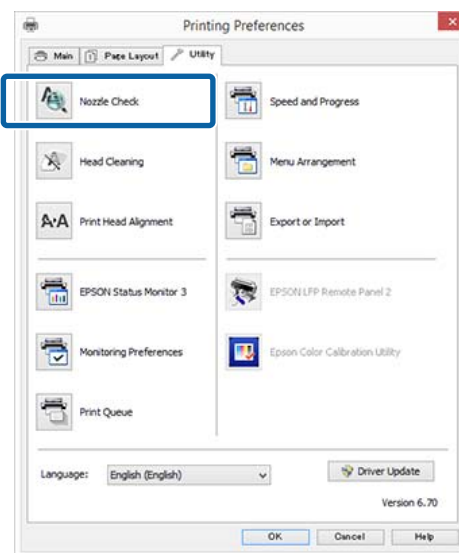 Printing Preferences
Main
Page Layout
Utility
Nozzle Check
Speed and Progress
Head Cleaning
Menu Arrangement
A A Print Head Alignment
Export or Import
EPSON Status Monitor 3
EPSON LFP Remote Panel 2
Monitoring Preferences
Epson Color Calibration Utility
Print Queue
Language: English (English)
Driver Update
Version 6.70
OK Cancel Help